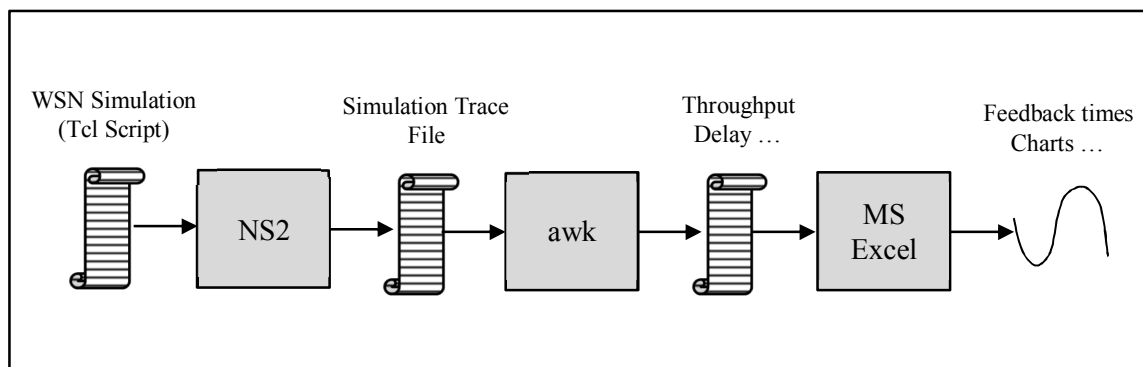 WSN Simulation
(Tcl Script)
NS2
Simulation Trace
File
awk
Throughput
Delay …
MS
Excel
Feedback times
Charts …